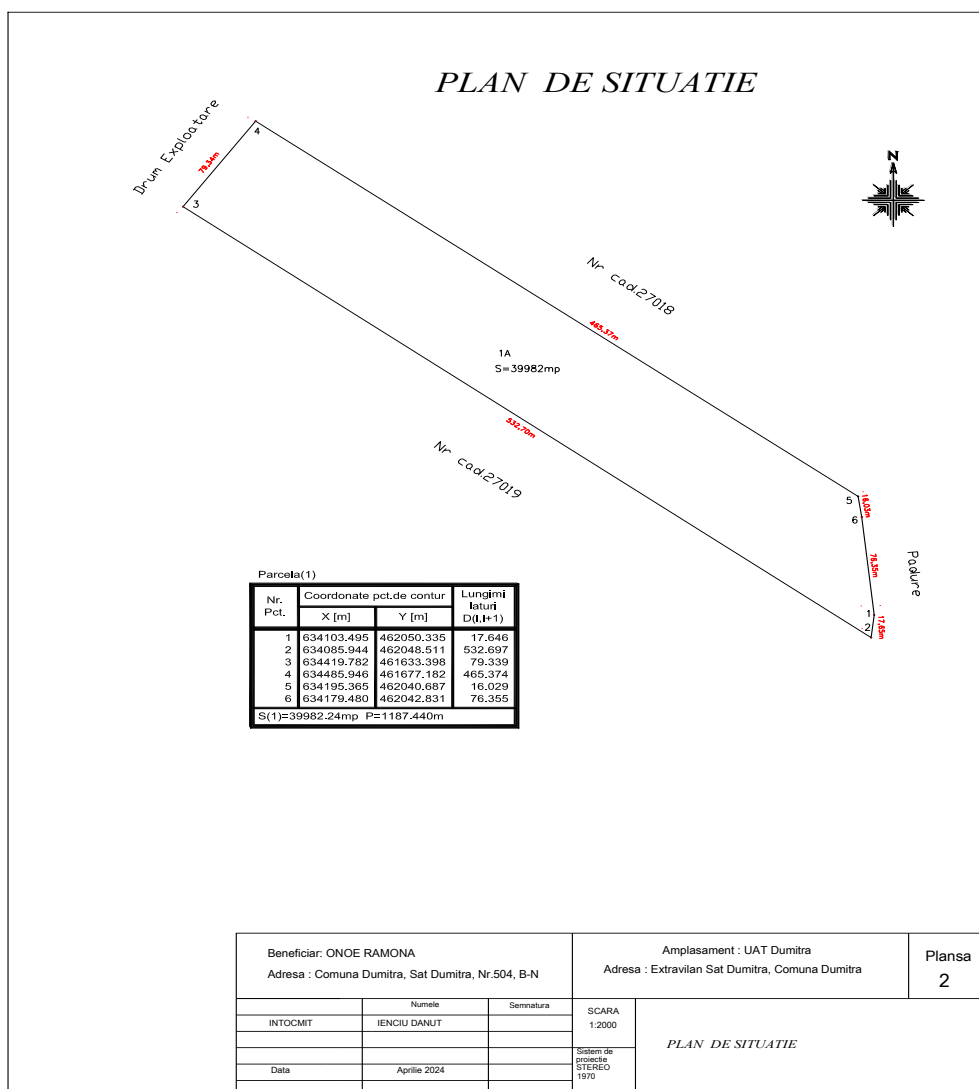 PLAN DE SITUATIE
Drum Exploatare
4
79,34m
3
N
Nr cad.27018
465,37m
1A
S=39982mp
532,70m
Nr cad.27019
5
16,03m
6
76,35m
Padure
1
2
17,65m
Parcela(1)
Nr. Pct. Coordonate pct.de contur Lungimi laturi D(I,I+1)
X [m] Y [m]
1 634103.495 462050.335 17.646
2 634085.944 462048.511 532.697
3 634419.782 461633.398 79.339
4 634485.946 461677.182 465.374
5 634195.365 462040.687 16.029
6 634179.480 462042.831 76.355
S(1)=39982.24mp P=1187.440m
Beneficiar: ONOE RAMONA
Adresa : Comuna Dumitra, Sat Dumitra, Nr.504, B-N
Amplasament : UAT Dumitra
Adresa : Extravilan Sat Dumitra, Comuna Dumitra
Plansa
2
Numele Semnatura
INTOCMIT IENCIU DANUT
Data Aprilie 2024
SCARA
1:2000
Sistem de
proiectie
STEREO
1970
PLAN DE SITUATIE